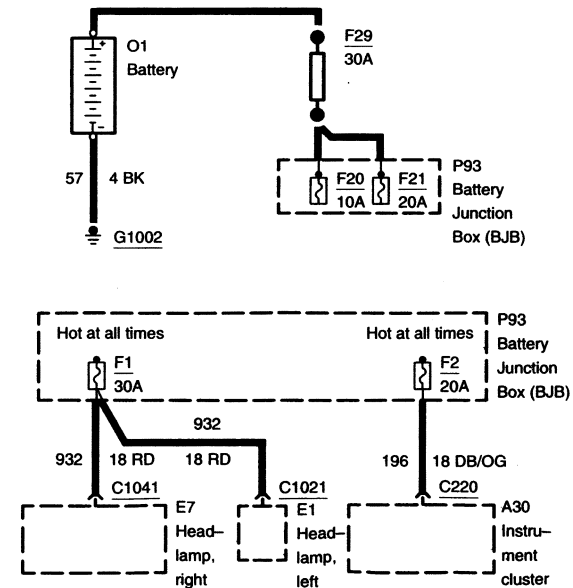 O1
Battery
F29
30A
57 4 BK
G1002
F20
10A
F21
20A
P93
Battery
Junction
Box (BJB)
Hot at all times
Hot at all times
F1
30A
F2
20A
P93
Battery
Junction
Box (BJB)
932
932 18 RD 18 RD
196 18 DB/OG
C1041
C1021
C220
E7
Head–
lamp,
right
E1
Head–
lamp,
left
A30
Instru–
ment
cluster
+
-